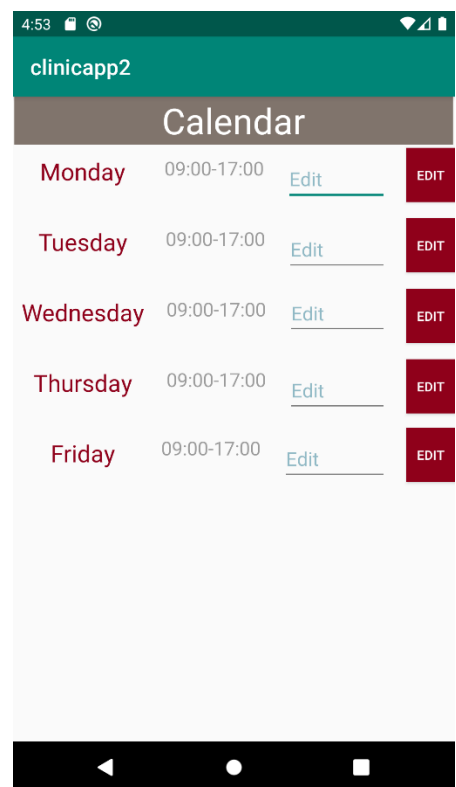 4:53
clinicapp2
Calendar
Monday 09:00-17:00 Edit EDIT
Tuesday 09:00-17:00 Edit EDIT
Wednesday 09:00-17:00 Edit EDIT
Thursday 09:00-17:00 Edit EDIT
Friday 09:00-17:00 Edit EDIT